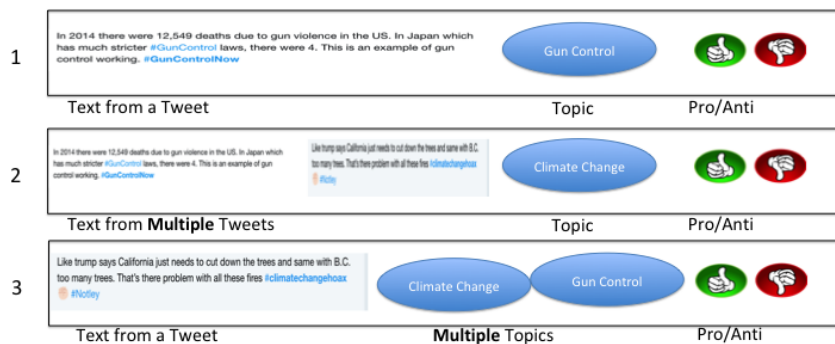 1
In 2014 there were 12,549 deaths due to gun violence in the US. In Japan which
has much stricter #GunControl laws, there were 4. This is an example of gun
control working. #GunControlNow
Gun Control
Text from a Tweet
Topic
Pro/Anti
2
In 2014 there were 12,549 deaths due to gun violence in the US. In Japan which
has much stricter #GunControl laws, there were 4. This is an example of gun
control working. #GunControlNow
Like trump says California just needs to cut down the trees and same with B.C.
too many trees. That's there problem with all these fires #climatechangehoax
#Notley
Climate Change
Text from Multiple Tweets
Topic
Pro/Anti
3
Like trump says California just needs to cut down the trees and same with B.C.
too many trees. That's there problem with all these fires #climatechangehoax
#Notley
Climate Change
Gun Control
Text from a Tweet
Multiple Topics
Pro/Anti